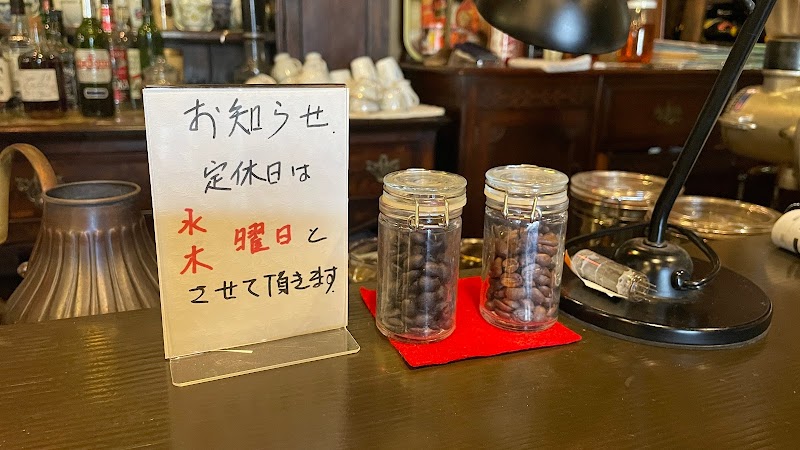 お知らせ.
定休日は
水
木 曜日と
させて頂きます.